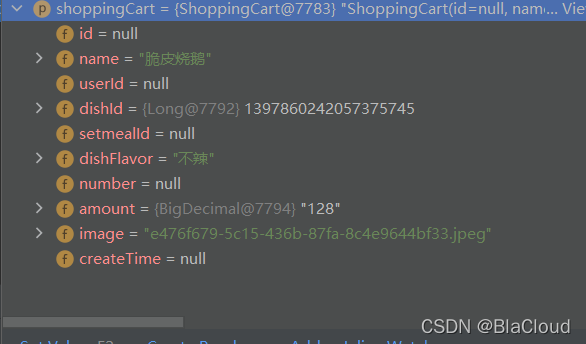 shoppingCart = {ShoppingCart@7783} "ShoppingCart(id=null, name... View
id = null
name = "脆皮烧鹅"
userId = null
dishId = {Long@7792} 1397860242057375745
setmealId = null
dishFlavor = "不辣"
number = null
amount = {BigDecimal@7794} "128"
image = "e476f679-5c15-436b-87fa-8c4e9644bf33.jpeg"
createTime = null
CSDN @BlaCloud